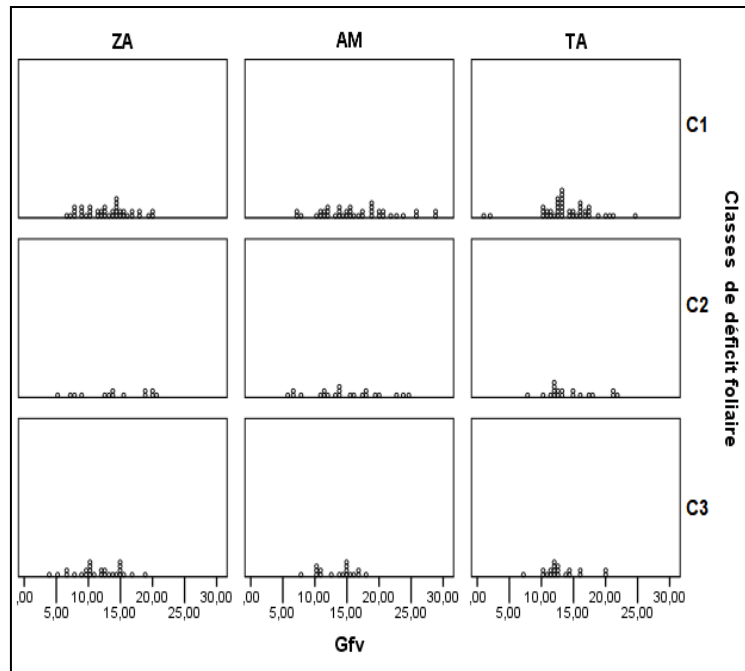 ZA AM TA
C1
C2
C3
Classes de déficit foliaire
,00 10,00 20,00 30,00 ,00 10,00 20,00 30,00 ,00 10,00 20,00 30,00
5,00 15,00 25,00 5,00 15,00 25,00 5,00 15,00 25,00
Gfv